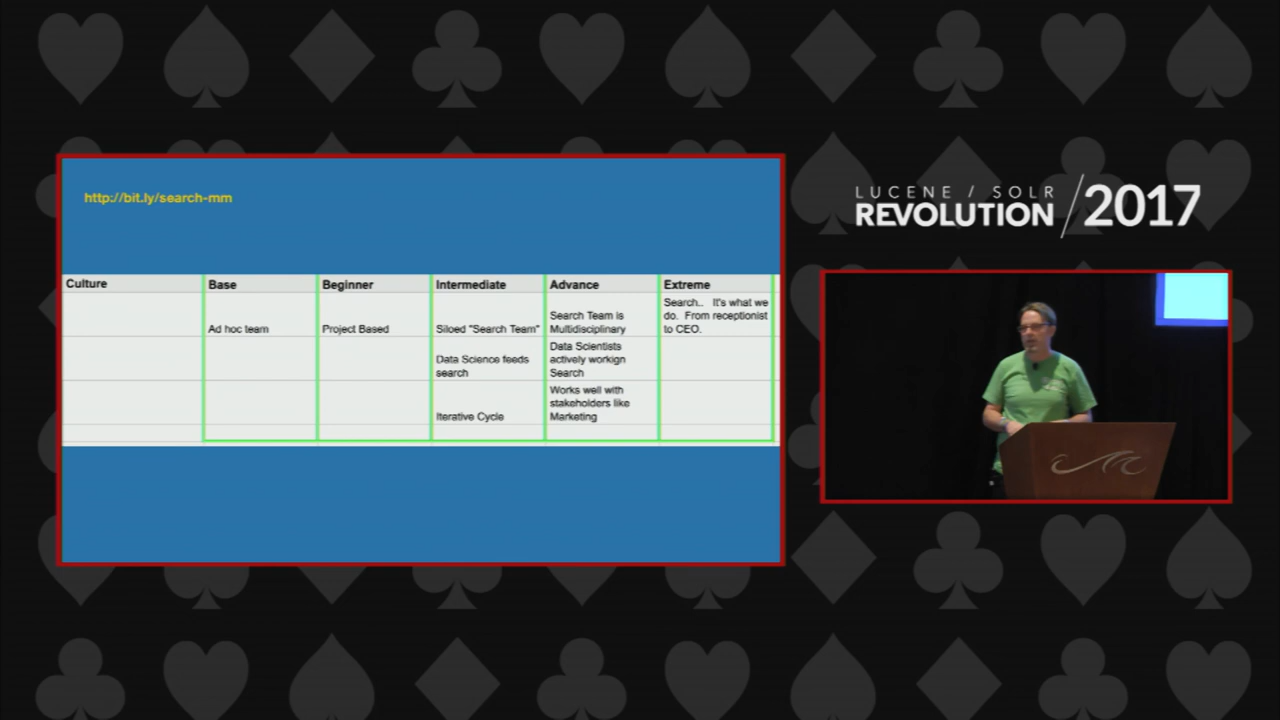 http://bit.ly/search-mm
LUCENE / SOLR
REVOLUTION / 2017
Culture Base Beginner Intermediate Advance Extreme
Ad hoc team
Project Based
Siloed "Search Team"
Search Team is
Multidisciplinary
Search.. It's what we
do. From receptionist
to CEO.
Data Science feeds
search
Data Scientists
actively workign
Search
Iterative Cycle
Works well with
stakeholders like
Marketing